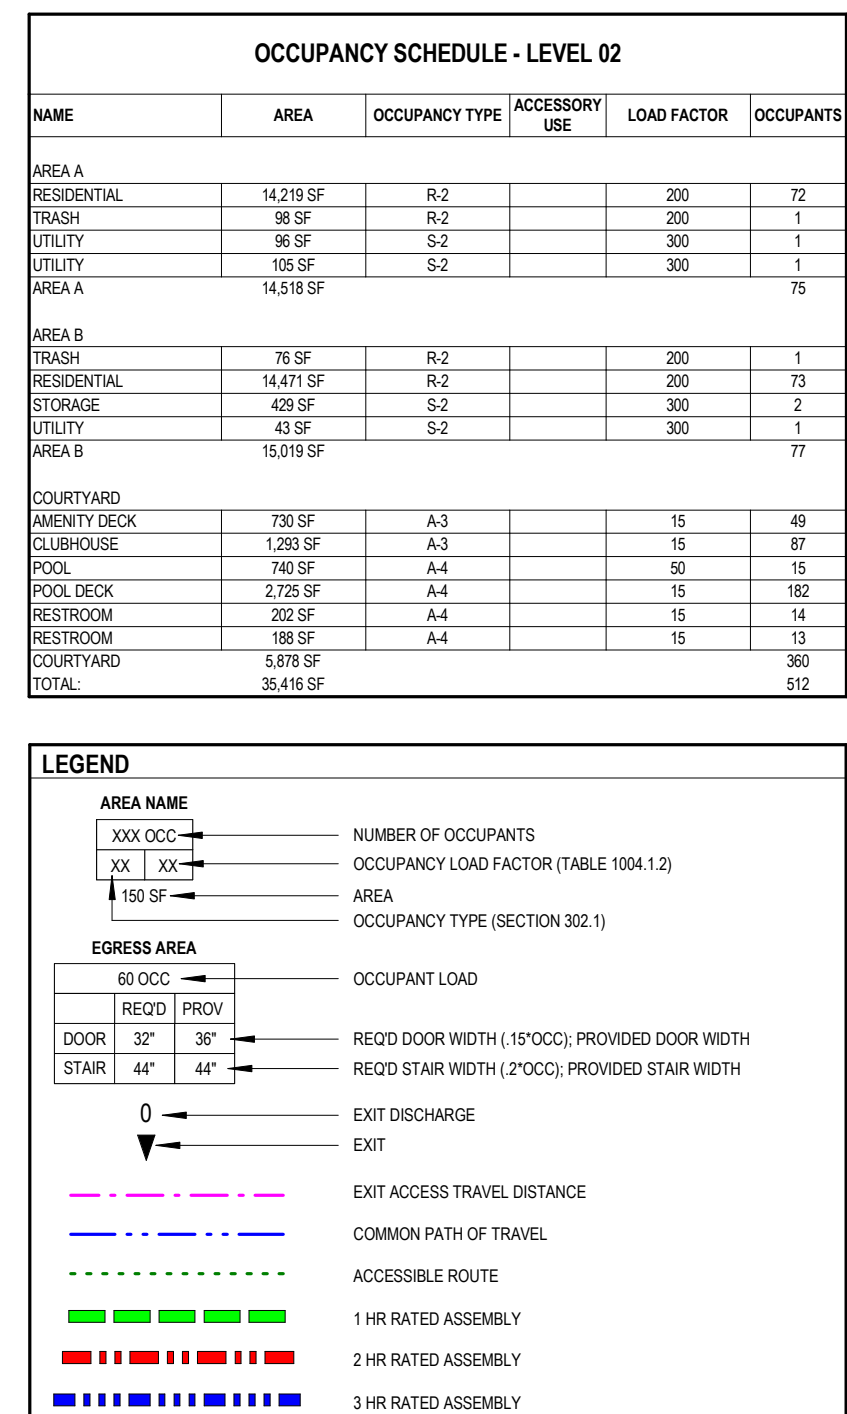 OCCUPANCY SCHEDULE - LEVEL 02
NAME AREA OCCUPANCY TYPE ACCESSORY USE LOAD FACTOR OCCUPANTS
AREA A
RESIDENTIAL 14,219 SF R-2 200 72
TRASH 98 SF R-2 200 1
UTILITY 96 SF S-2 300 1
UTILITY 105 SF S-2 300 1
AREA A 14,518 SF 75
AREA B
TRASH 76 SF R-2 200 1
RESIDENTIAL 14,471 SF R-2 200 73
STORAGE 429 SF S-2 300 2
UTILITY 43 SF S-2 300 1
AREA B 15,019 SF 77
COURTYARD
AMENITY DECK 730 SF A-3 15 49
CLUBHOUSE 1,293 SF A-3 15 87
POOL 740 SF A-4 50 15
POOL DECK 2,725 SF A-4 15 182
RESTROOM 202 SF A-4 15 14
RESTROOM 188 SF A-4 15 13
COURTYARD 5,878 SF 360
TOTAL: 35,416 SF 512
LEGEND
AREA NAME
XXX OCC NUMBER OF OCCUPANTS
XX XX OCCUPANCY LOAD FACTOR (TABLE 1004.1.2)
150 SF AREA
OCCUPANCY TYPE (SECTION 302.1)
EGRESS AREA
60 OCC OCCUPANT LOAD
REQ'D PROV
DOOR 32" 36" REQ'D DOOR WIDTH (.15*OCC); PROVIDED DOOR WIDTH
STAIR 44" 44" REQ'D STAIR WIDTH (.2*OCC); PROVIDED STAIR WIDTH
0 EXIT DISCHARGE
EXIT
EXIT ACCESS TRAVEL DISTANCE
COMMON PATH OF TRAVEL
ACCESSIBLE ROUTE
1 HR RATED ASSEMBLY
2 HR RATED ASSEMBLY
3 HR RATED ASSEMBLY